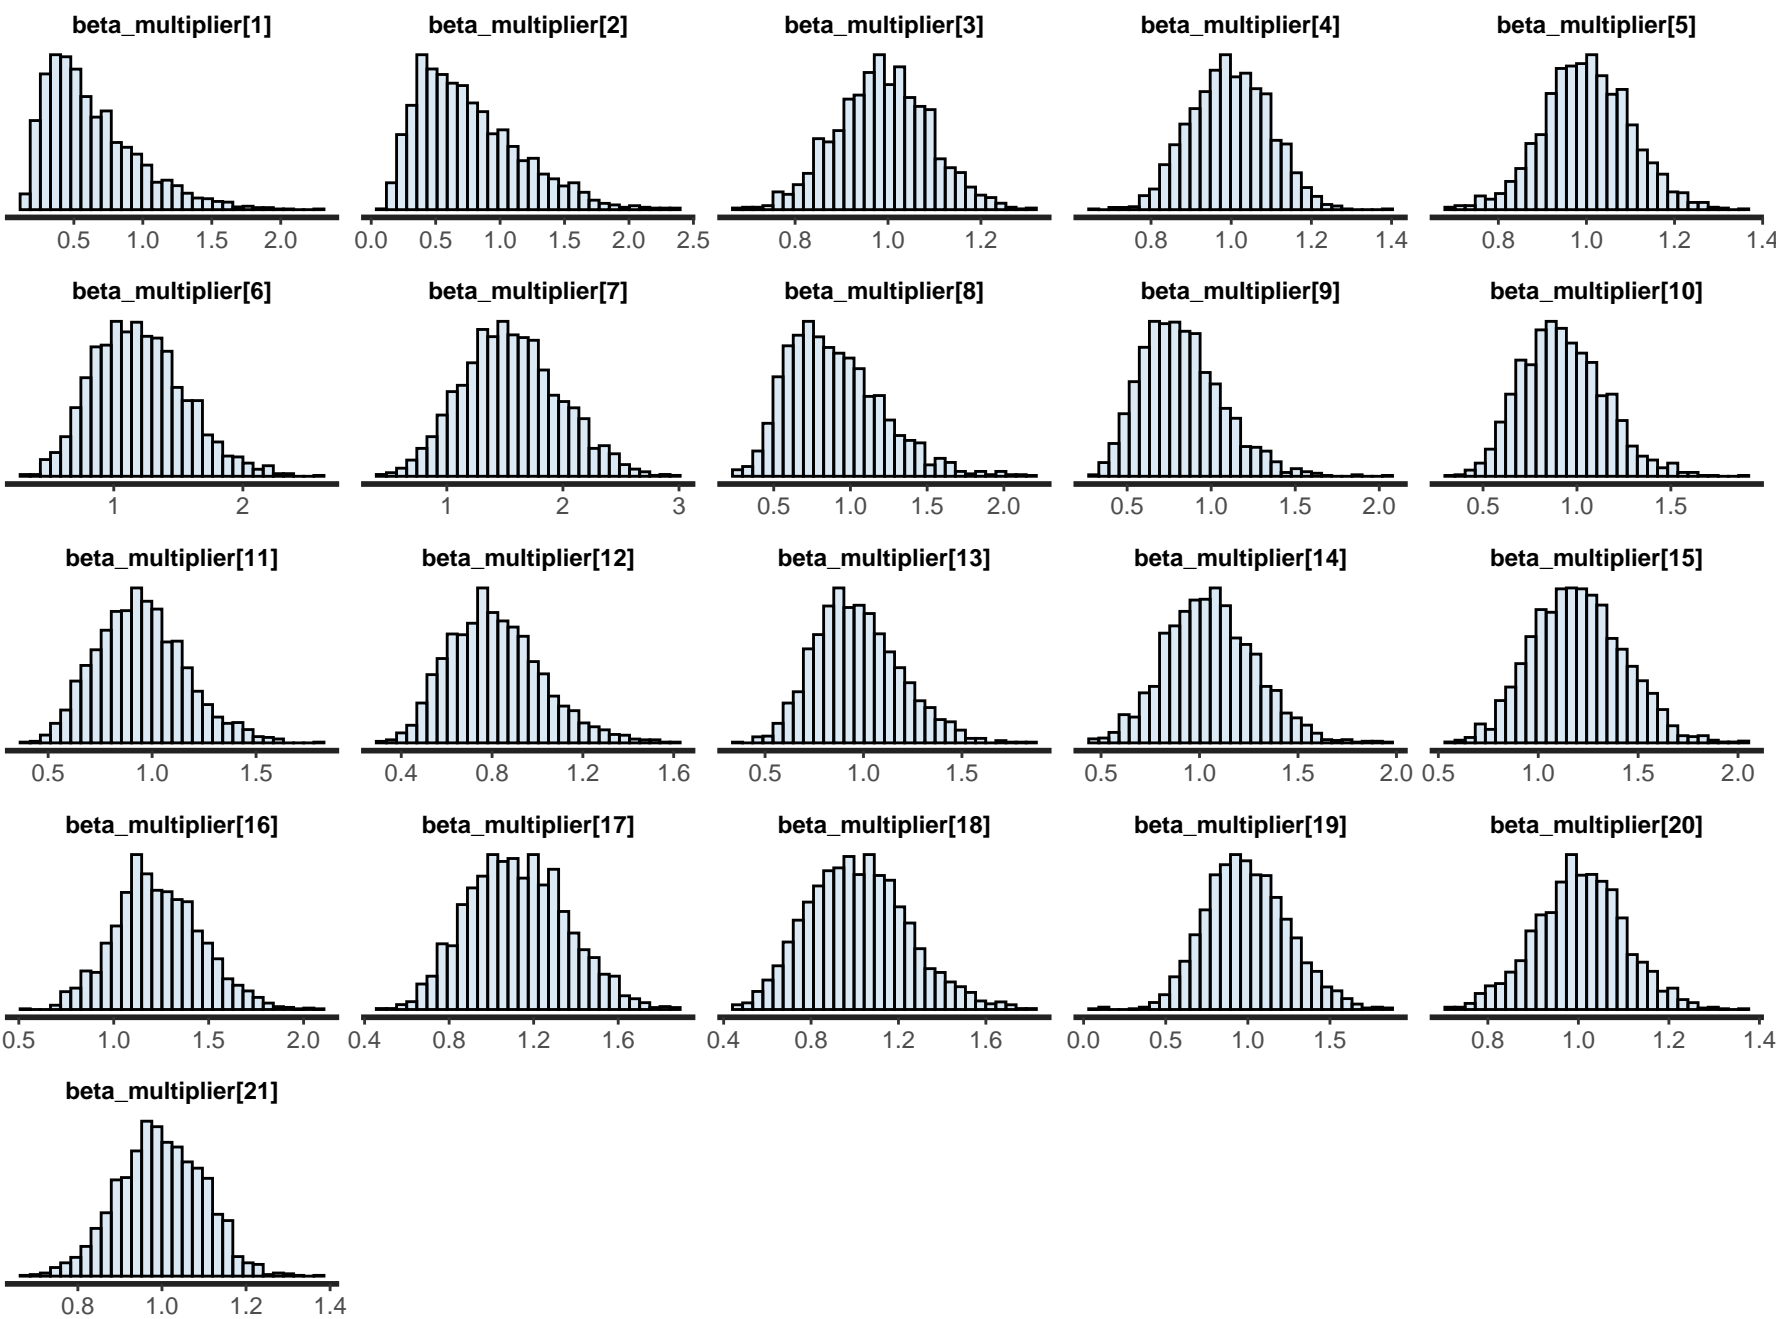 beta_multiplier[1] beta_multiplier[2] beta_multiplier[3] beta_multiplier[4] beta_multiplier[5]
0.5 1.0 1.5 2.0 0.0 0.5 1.0 1.5 2.0 2.5 0.8 1.0 1.2 0.8 1.0 1.2 1.4 0.8 1.0 1.2 1.4
beta_multiplier[6] beta_multiplier[7] beta_multiplier[8] beta_multiplier[9] beta_multiplier[10]
1 2 1 2 3 0.5 1.0 1.5 2.0 0.5 1.0 1.5 2.0 0.5 1.0 1.5
beta_multiplier[11] beta_multiplier[12] beta_multiplier[13] beta_multiplier[14] beta_multiplier[15]
0.5 1.0 1.5 0.4 0.8 1.2 1.6 0.5 1.0 1.5 0.5 1.0 1.5 2.0 0.5 1.0 1.5 2.0
beta_multiplier[16] beta_multiplier[17] beta_multiplier[18] beta_multiplier[19] beta_multiplier[20]
0.5 1.0 1.5 2.0 0.4 0.8 1.2 1.6 0.4 0.8 1.2 1.6 0.0 0.5 1.0 1.5 0.8 1.0 1.2 1.4
beta_multiplier[21]
0.8 1.0 1.2 1.4